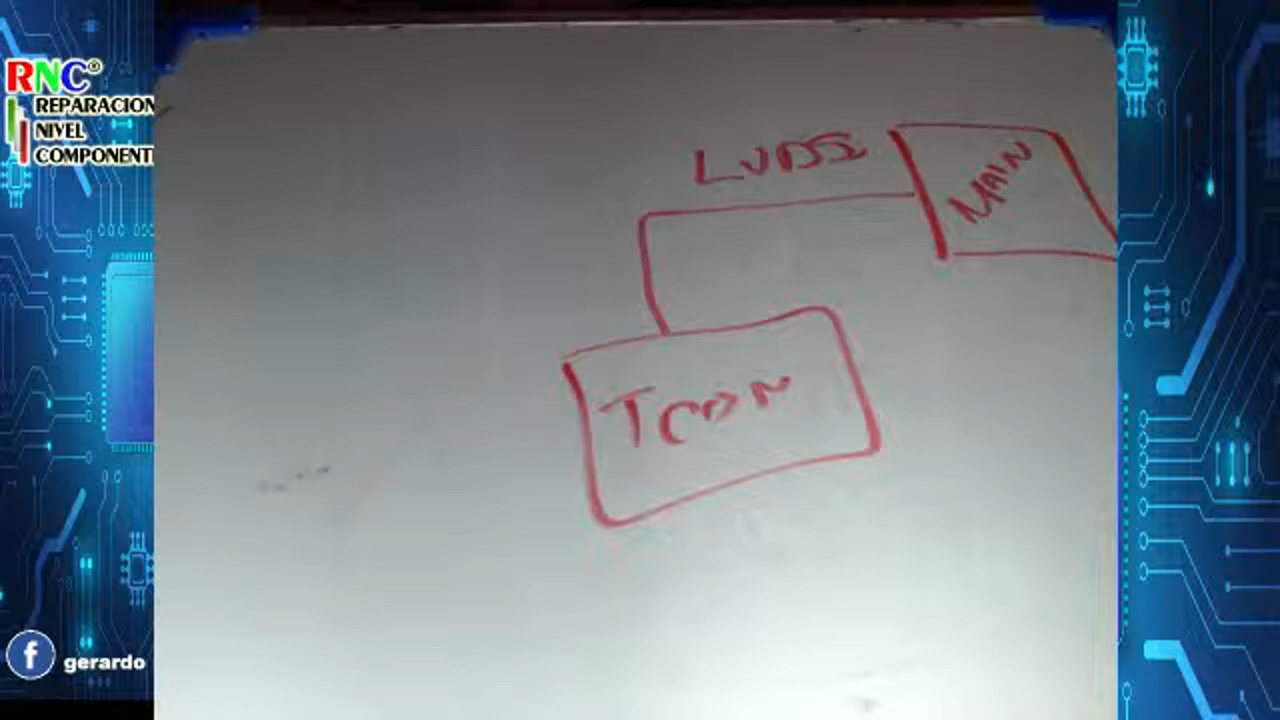 RNC®
REPARACION
NIVEL
COMPONENT
LVDS
MAIN
TCON
gerardo